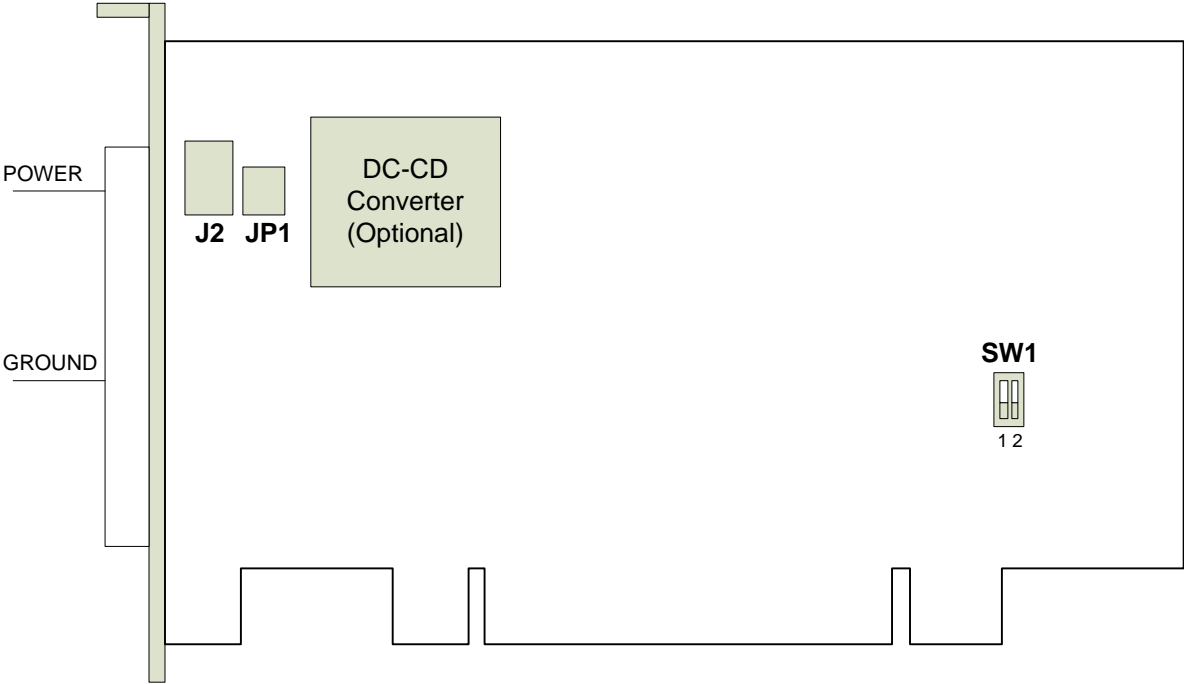 POWER
DC-CD
Converter
(Optional)
J2 JP1
GROUND
SW1
1 2